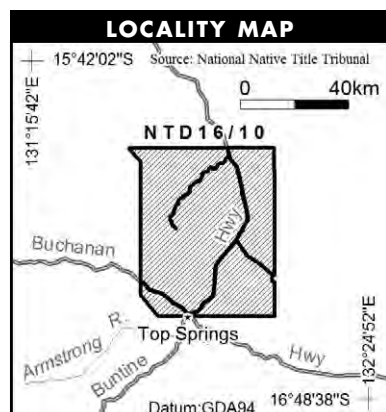 LOCALITY MAP
15°42'02"S
Source: National Native Title Tribunal
131°15'42"E
0 40km
NTD16/10
Buchanan
Hwy
R.
Top Springs
Armstrong
Buntine
Hwy
132°24'52"E
16°48'38"S
Datum:GDA94